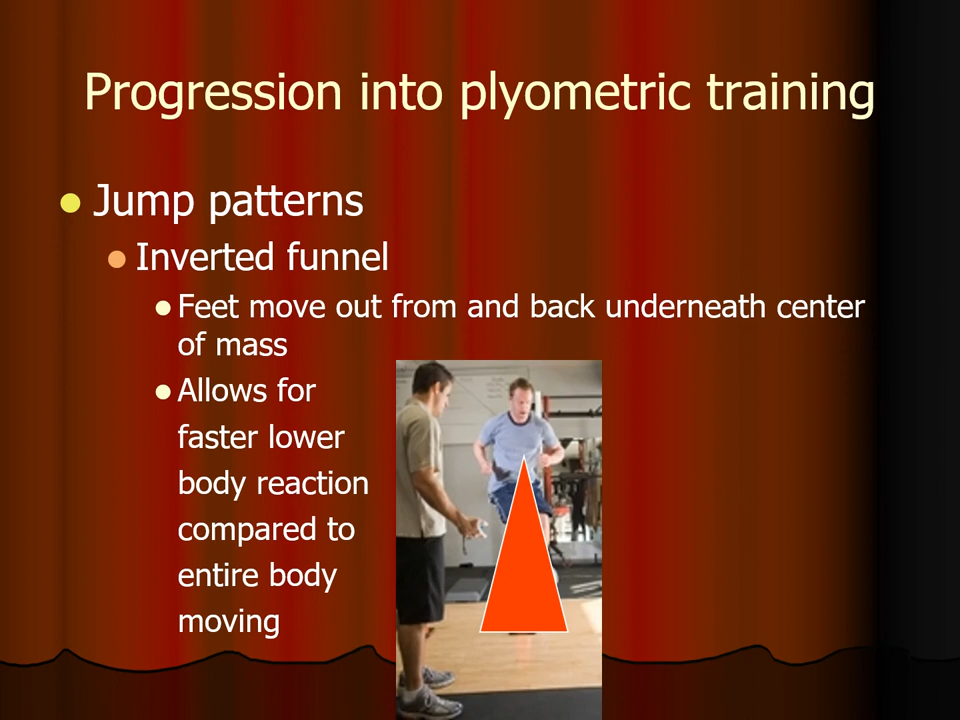 Progression into plyometric training
Jump patterns
Inverted funnel
Feet move out from and back underneath center
of mass
Allows for
faster lower
body reaction
compared to
entire body
moving